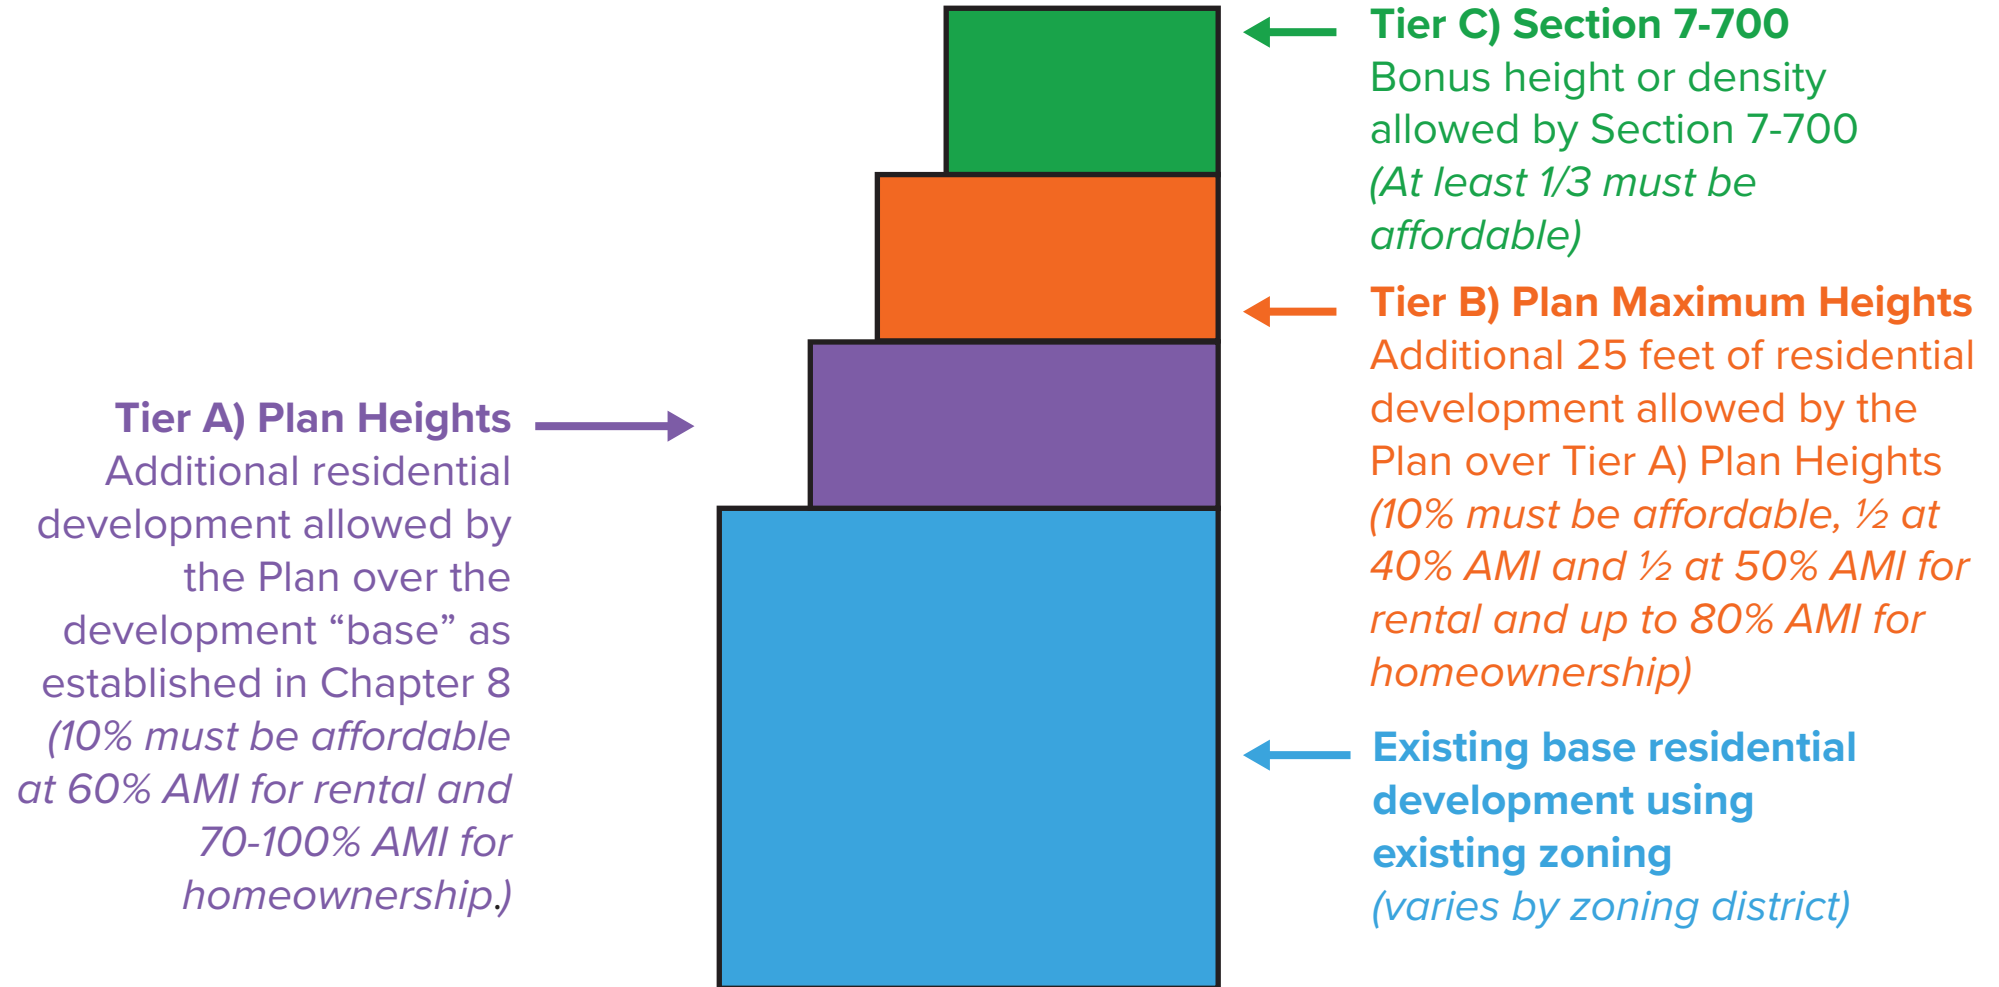 Tier C) Section 7-700
Bonus height or density
allowed by Section 7-700
(At least 1/3 must be
affordable)
Tier B) Plan Maximum Heights
Additional 25 feet of residential
development allowed by the
Plan over Tier A) Plan Heights
(10% must be affordable, ½ at
40% AMI and ½ at 50% AMI for
rental and up to 80% AMI for
homeownership)
Tier A) Plan Heights
Additional residential
development allowed by
the Plan over the
development “base” as
established in Chapter 8
(10% must be affordable
at 60% AMI for rental and
70-100% AMI for
homeownership.)
Existing base residential
development using
existing zoning
(varies by zoning district)